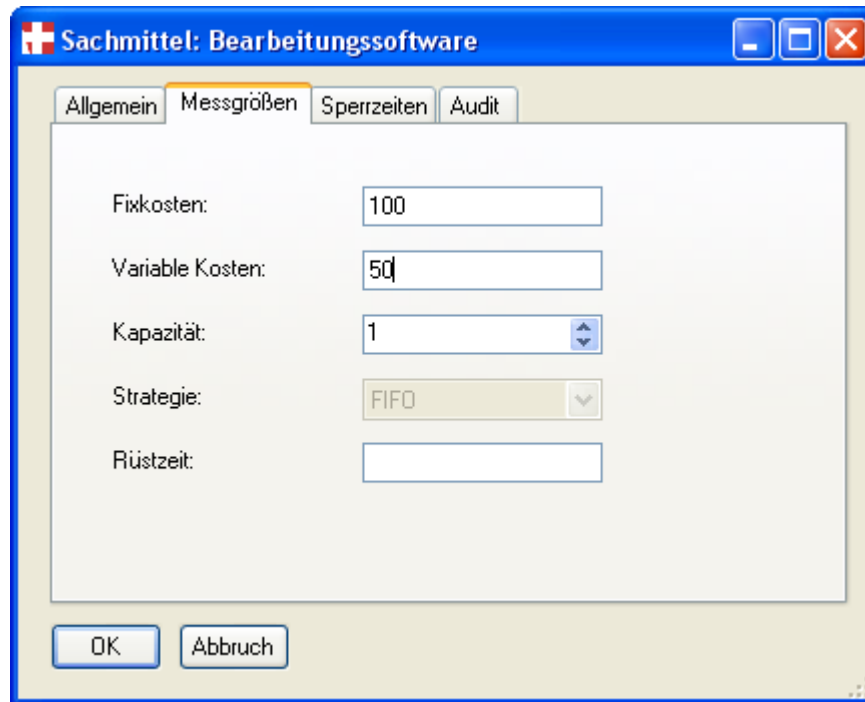 Sachmittel: Bearbeitungssoftware
Allgemein Messgrößen Sperrzeiten Audit
Fixkosten: 100
Variable Kosten: 50
Kapazität: 1
Strategie: FIFO
Rüstzeit:
OK Abbruch